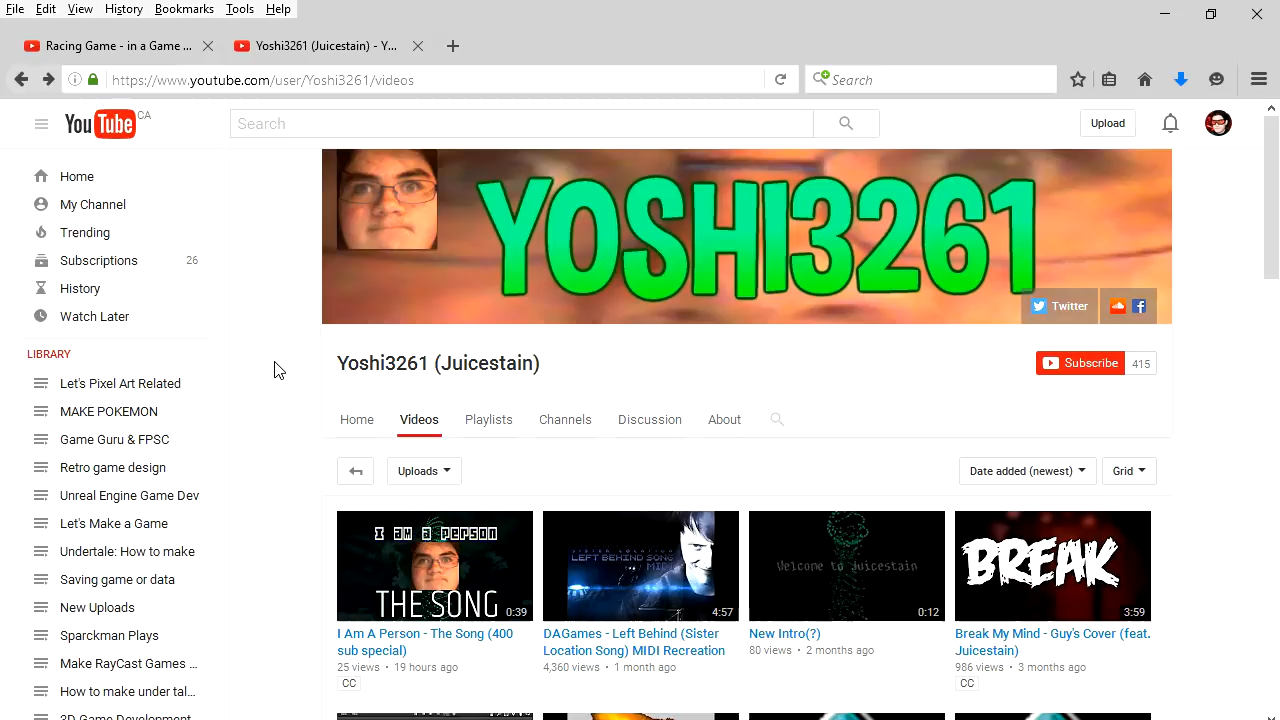 File Edit View History Bookmarks Tools Help
Racing Game - in a Game ...
Yoshi3261 (Juicestain) - Y...
https://www.youtube.com/user/Yoshi3261/videos
Search
YouTube CA
Search
Upload
Home
My Channel
Trending
Subscriptions 26
History
Watch Later
LIBRARY
Let's Pixel Art Related
MAKE POKEMON
Game Guru & FPSC
Retro game design
Unreal Engine Game Dev
Let's Make a Game
Undertale: How to make
Saving game or data
New Uploads
Sparckman Plays
Make RayCast Games ...
How to make under tal...
3D Game Development
YOSHI3261
Twitter
Yoshi3261 (Juicestain)
Subscribe 415
Home Videos Playlists Channels Discussion About
Uploads
Date added (newest)
Grid
I AM A PERSON
THE SONG
0:39
I Am A Person - The Song (400
sub special)
25 views • 19 hours ago
CC
SISTER LOCATION
LEFT BEHIND SONG
MIDI
4:57
DAGames - Left Behind (Sister
Location Song) MIDI Recreation
4,360 views • 1 month ago
Welcome to Juicestain
0:12
New Intro(?)
80 views • 2 months ago
BREAK
3:59
Break My Mind - Guy's Cover (feat.
Juicestain)
986 views • 3 months ago
CC